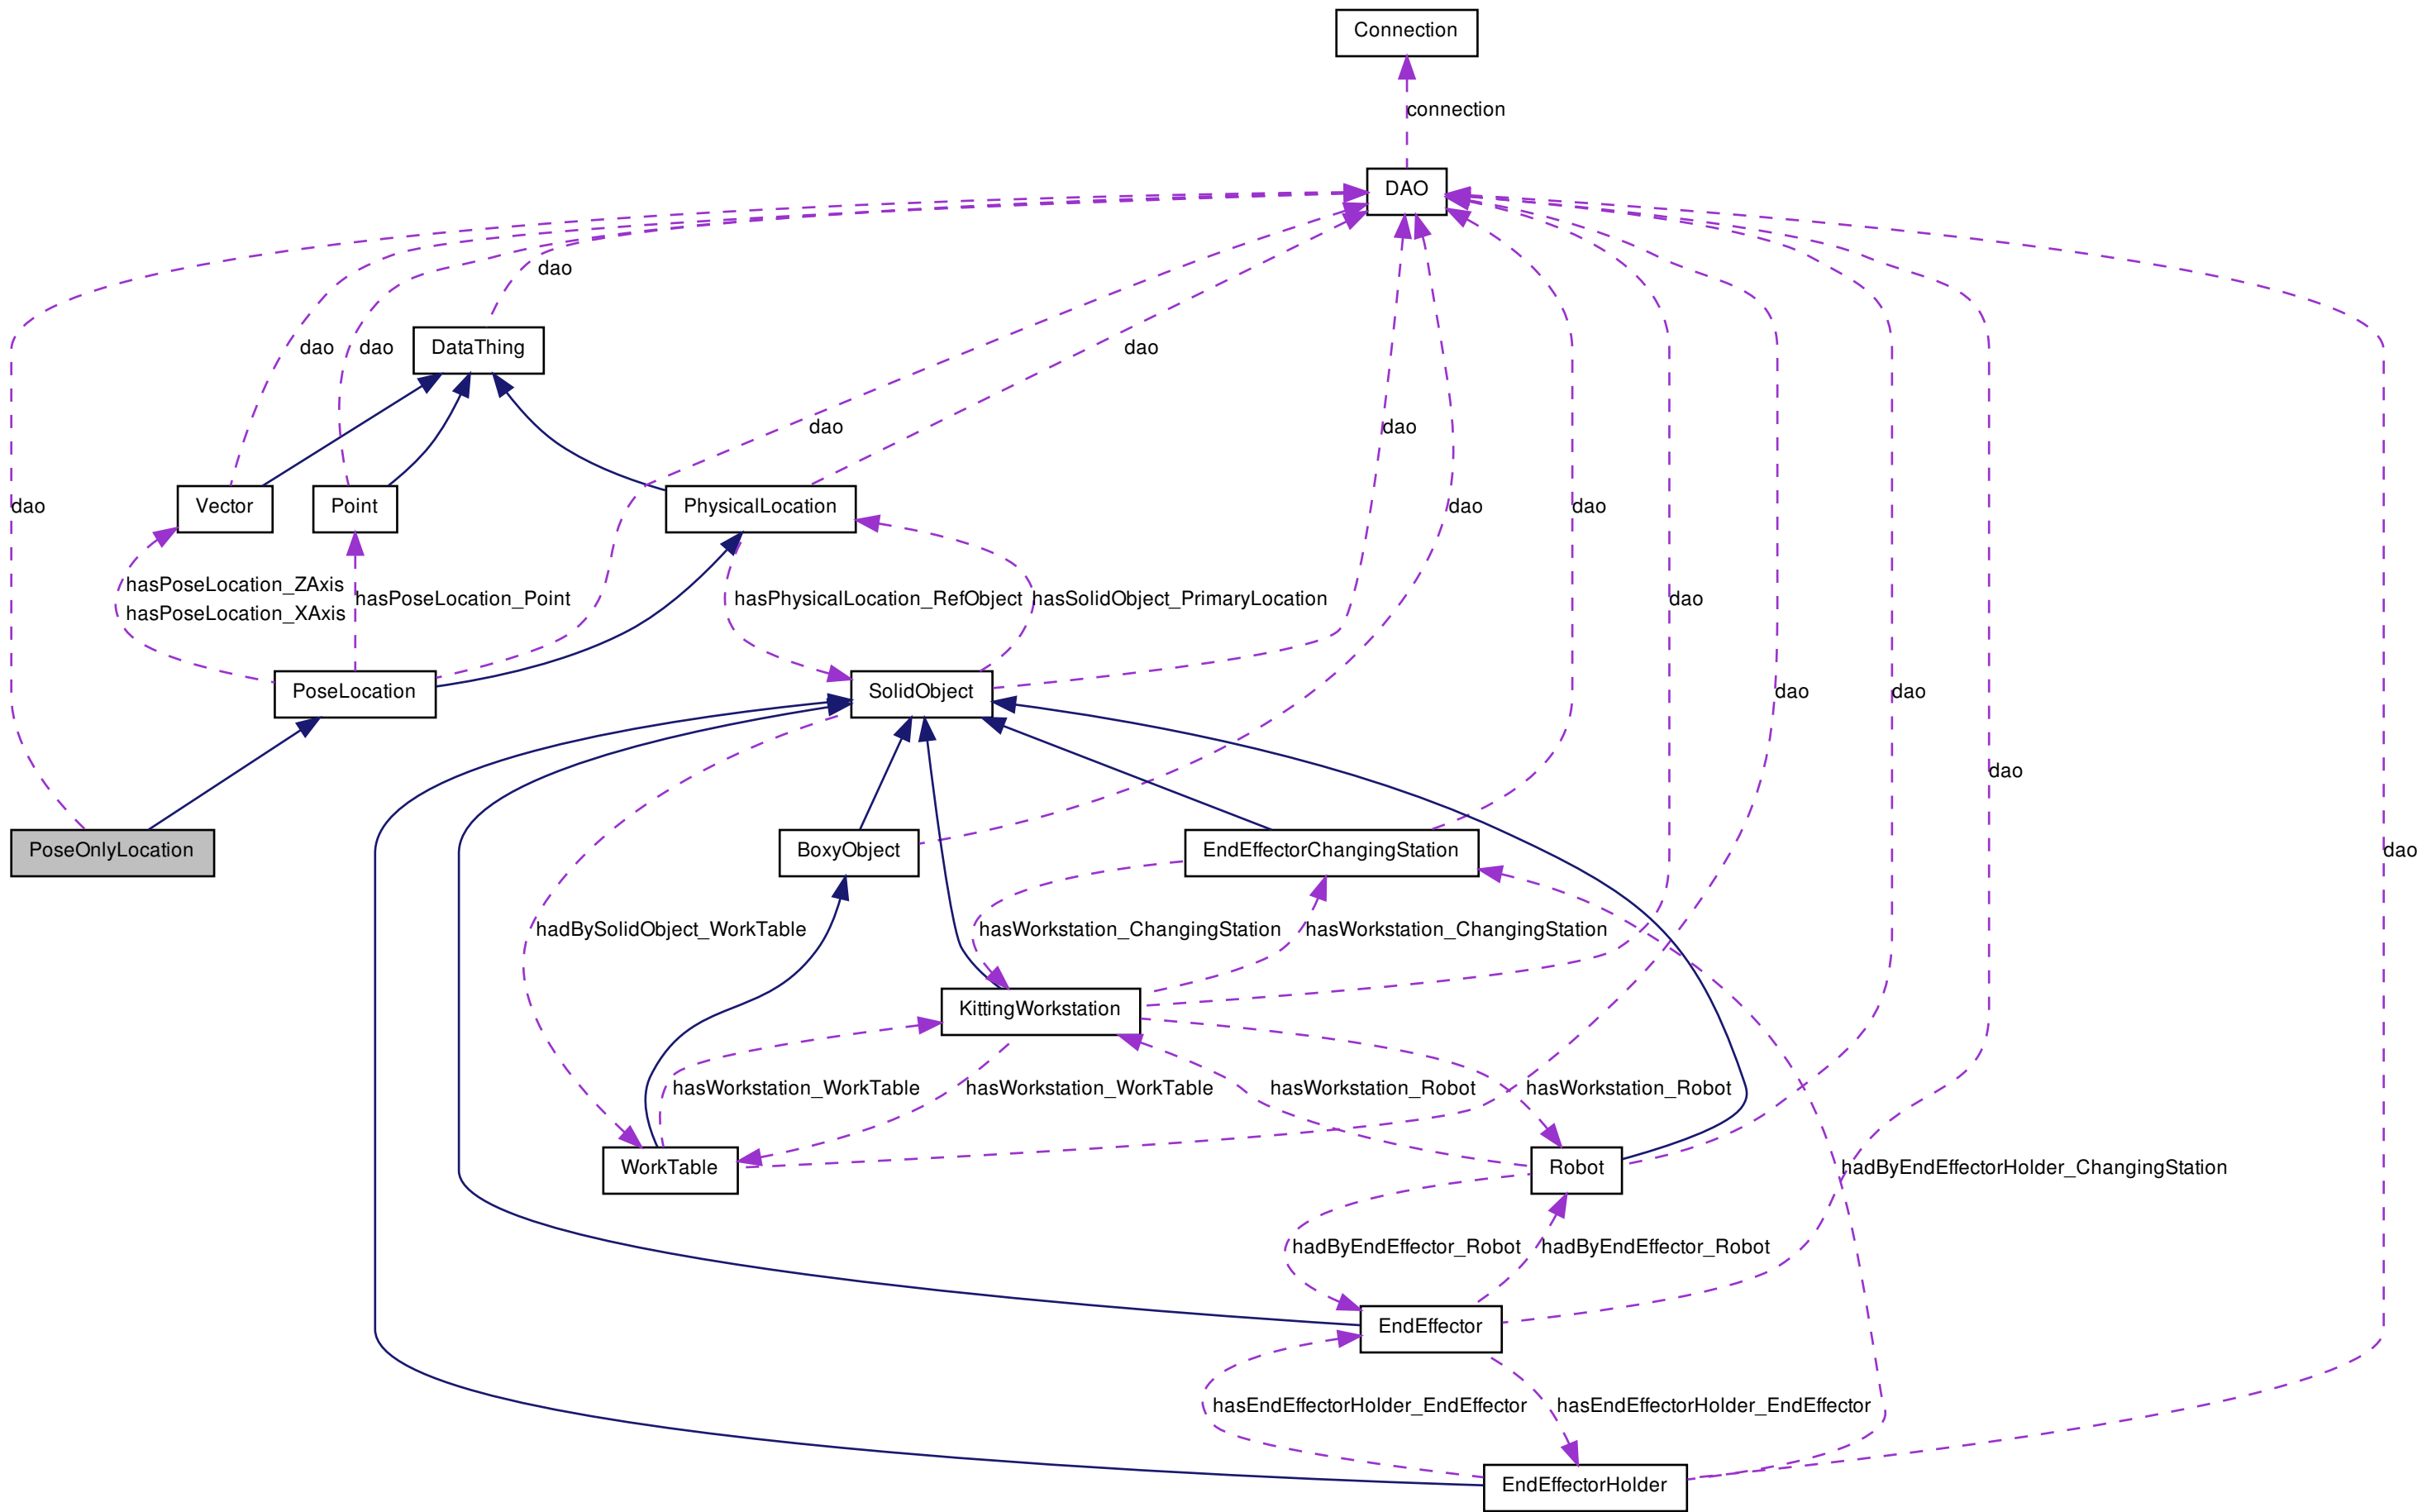 Connection
connection
DAO
dao
DataThing
dao
dao
dao
dao
dao
dao
Vector
Point
PhysicalLocation
dao
dao
dao
hasPoseLocation_ZAxis
hasPoseLocation_XAxis
hasPoseLocation_Point
hasPhysicalLocation_RefObject
hasSolidObject_PrimaryLocation
dao
PoseLocation
SolidObject
dao
dao
dao
PoseOnlyLocation
BoxyObject
EndEffectorChangingStation
dao
hadBySolidObject_WorkTable
hasWorkstation_ChangingStation
hasWorkstation_ChangingStation
KittingWorkstation
hasWorkstation_WorkTable
hasWorkstation_WorkTable
hasWorkstation_Robot
hasWorkstation_Robot
WorkTable
Robot
hadByEndEffectorHolder_ChangingStation
hadByEndEffector_Robot
hadByEndEffector_Robot
EndEffector
hasEndEffectorHolder_EndEffector
hasEndEffectorHolder_EndEffector
EndEffectorHolder